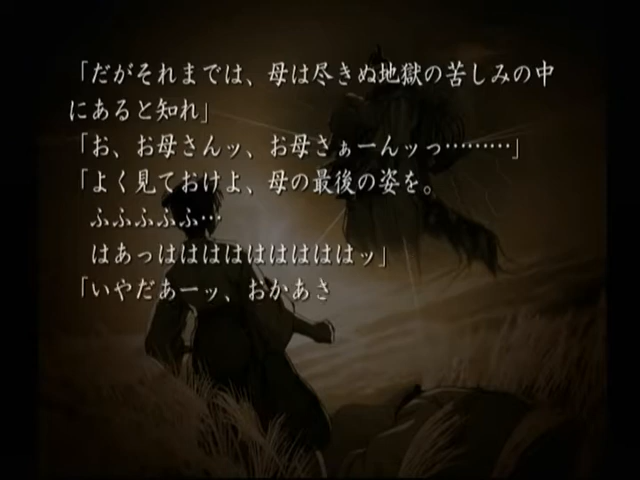 「だがそれまでは、母は尽きぬ地獄の苦しみの中
にあると知れ」
「お、お母さんッ、お母さぁーんッっ………」
「よく見ておけよ、母の最後の姿を。
ふふふふふ…
はあっはははははははははッ」
「いやだあーッ、おかあさ